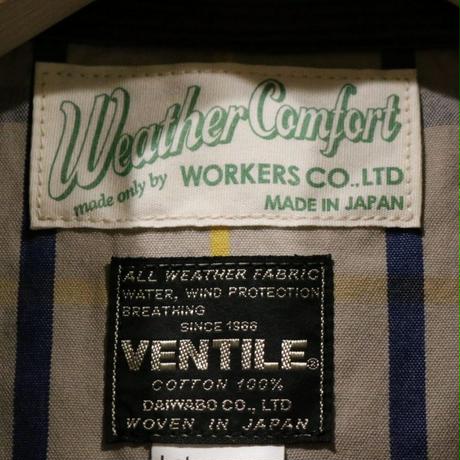 Weather Comfort
made only by WORKERS CO.,LTD
MADE IN JAPAN
ALL WEATHER FABRIC
WATER, WIND PROTECTION
BREATHING
SINCE 1966
VENTILE®
COTTON 100%
DAIWABO CO., LTD
WOVEN IN JAPAN